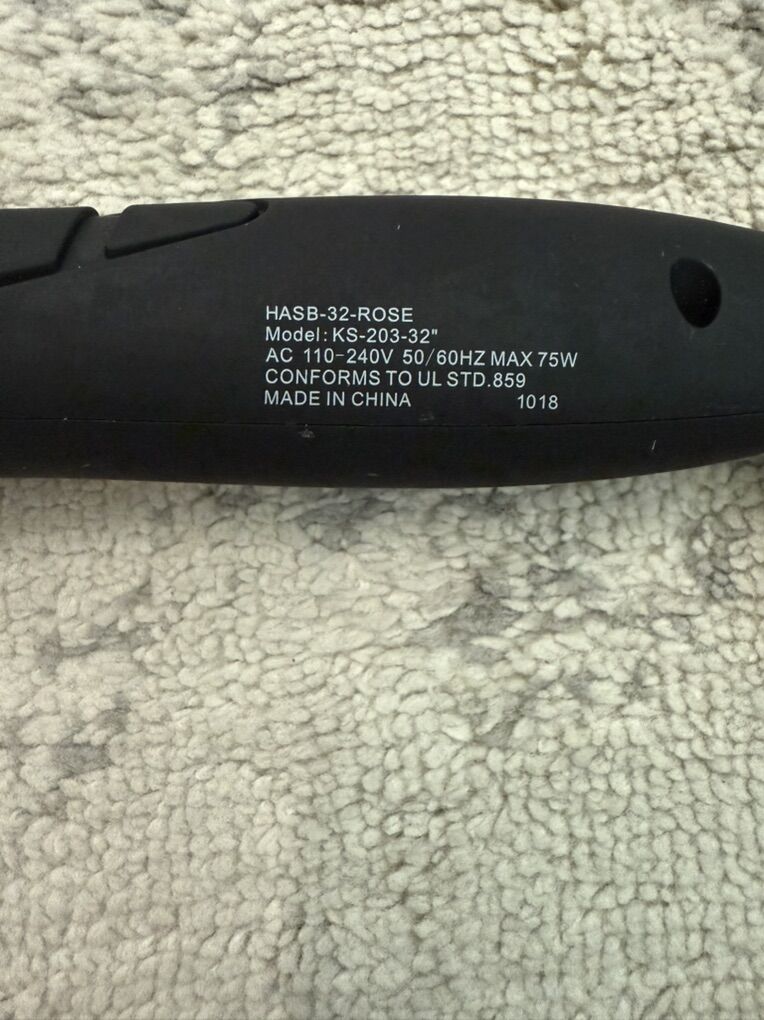 HASB-32-ROSE
Model: KS-203-32"
AC 110-240V 50/60HZ MAX 75W
CONFORMS TO UL STD.859
MADE IN CHINA 1018